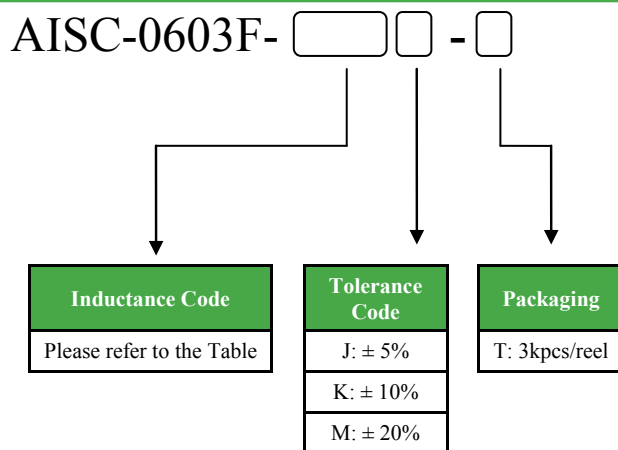 AISC-0603F- -
Inductance Code
Please refer to the Table
Tolerance
Code
J: ± 5%
K: ± 10%
M: ± 20%
Packaging
T: 3kpcs/reel